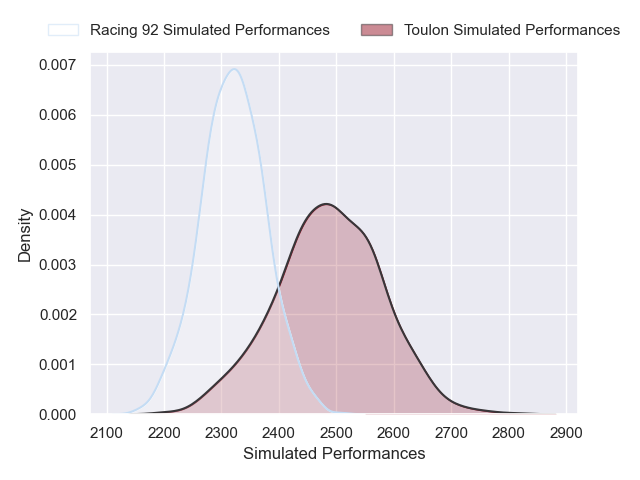 Racing 92 Simulated Performances Toulon Simulated Performances
0.007
0.006
0.005
0.004
0.003
0.002
0.001
0.000
Density
2100 2200 2300 2400 2500 2600 2700 2800 2900
Simulated Performances